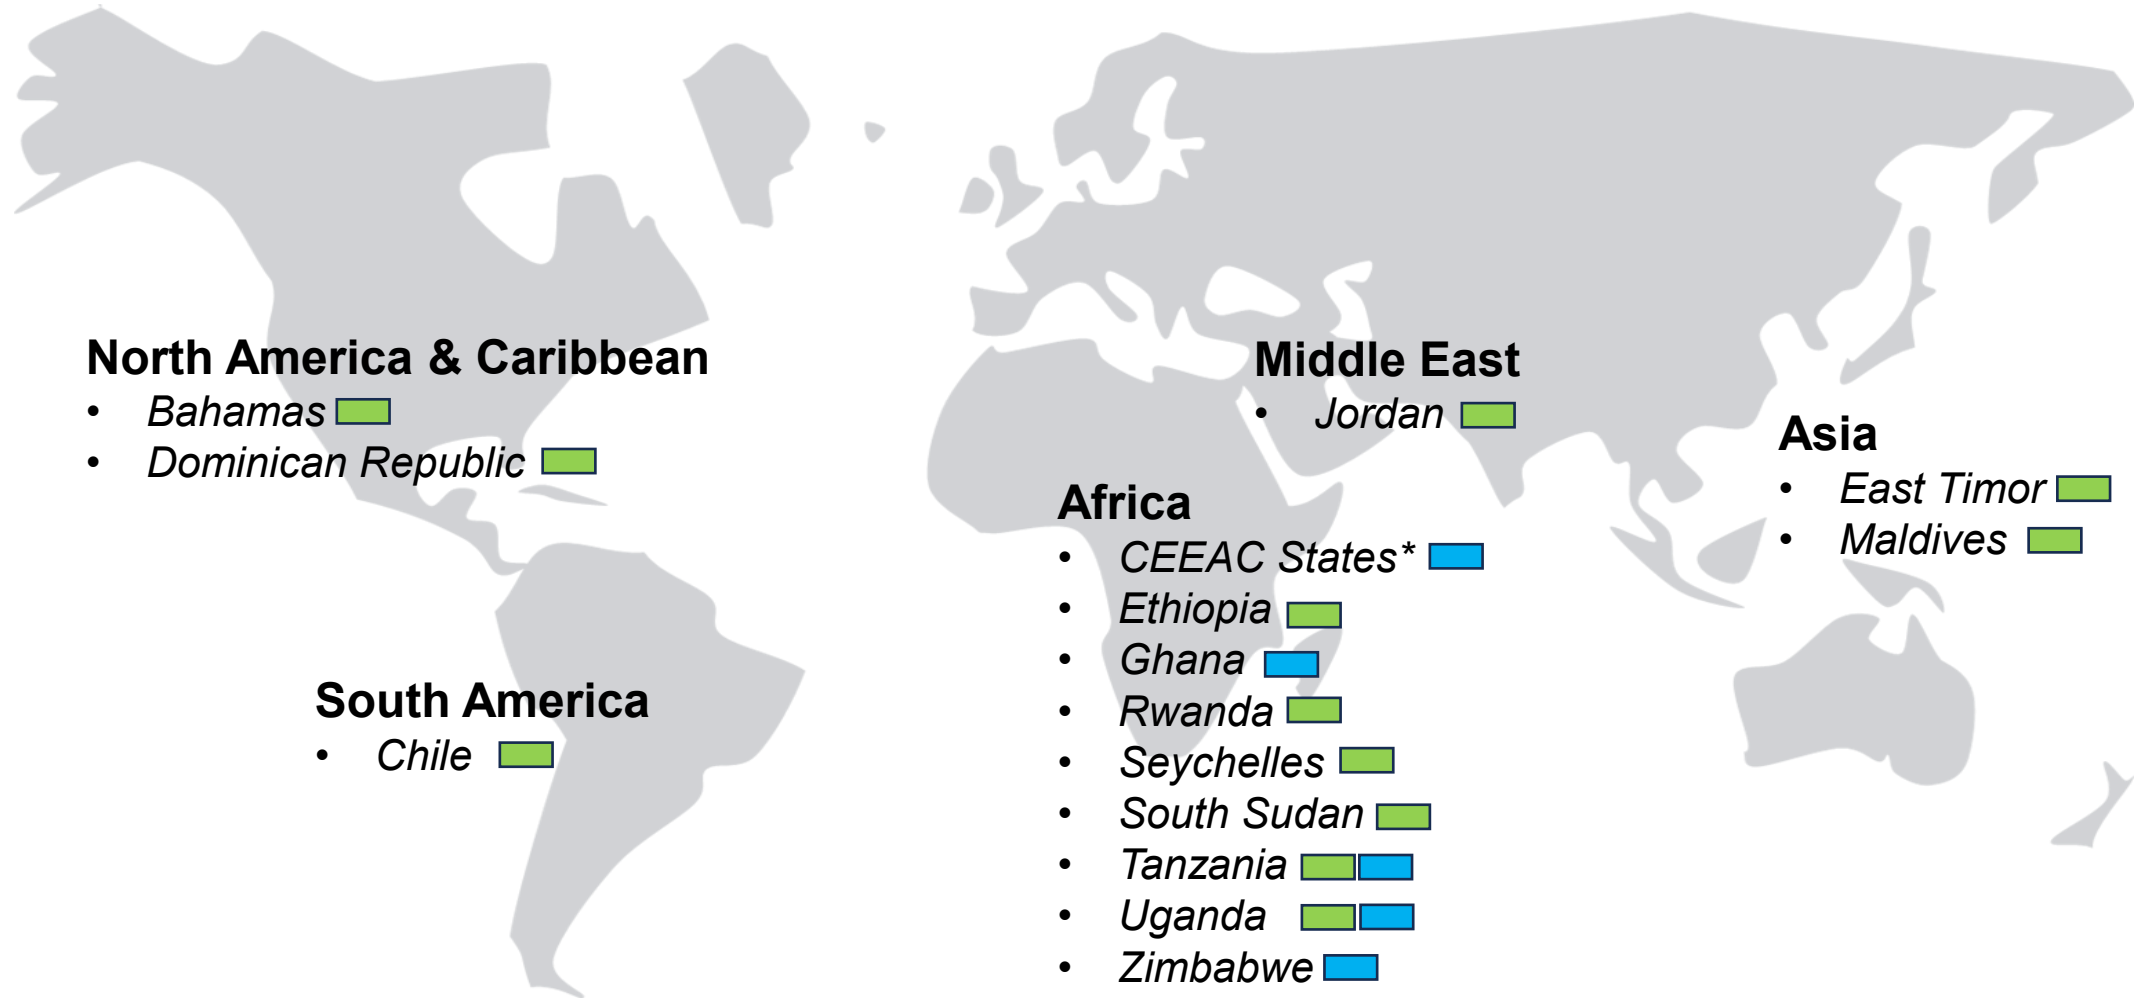 North America & Caribbean
• Bahamas
• Dominican Republic
South America
• Chile
Middle East
• Jordan
Africa
• CEEAC States*
• Ethiopia
• Ghana
• Rwanda
• Seychelles
• South Sudan
• Tanzania
• Uganda
• Zimbabwe
Asia
• East Timor
• Maldives